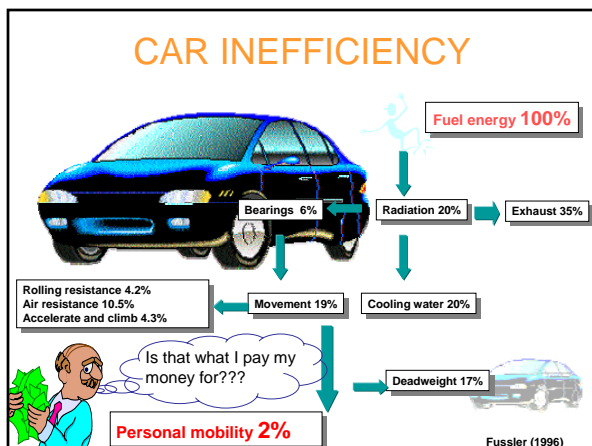 CAR INEFFICIENCY
Fuel energy 100%
Bearings 6%
Radiation 20%
Exhaust 35%
Rolling resistance 4.2%
Air resistance 10.5%
Accelerate and climb 4.3%
Movement 19%
Cooling water 20%
Is that what I pay my
money for???
Deadweight 17%
Personal mobility 2%
Fussler (1996)